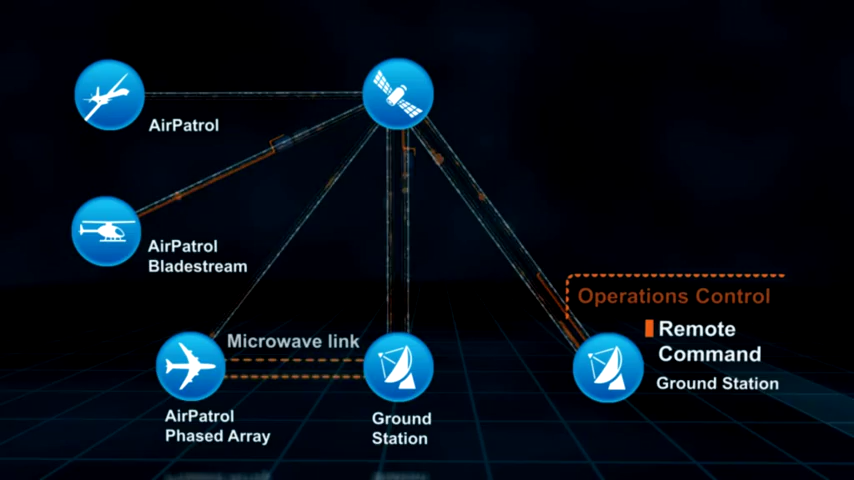 AirPatrol
AirPatrol
Bladestream
Operations Control
Remote
Command
Ground Station
Microwave link
AirPatrol
Phased Array
Ground
Station